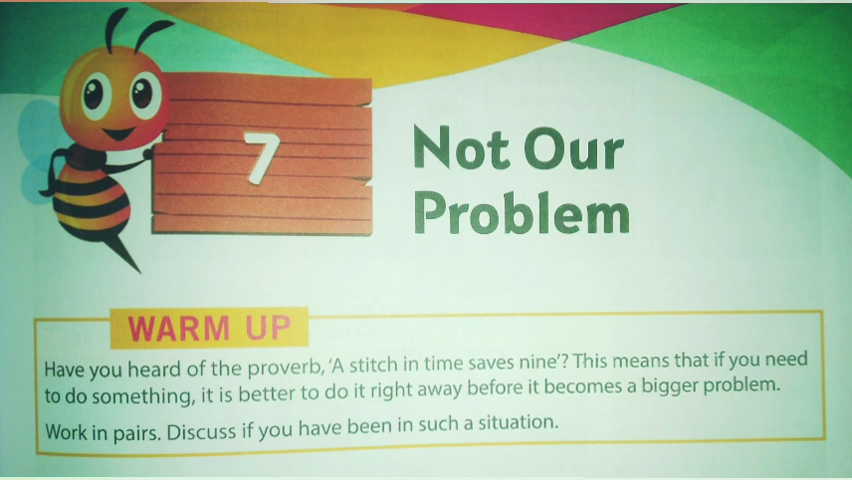 7
Not Our
Problem
WARM UP
Have you heard of the proverb, ‘A stitch in time saves nine’? This means that if you need
to do something, it is better to do it right away before it becomes a bigger problem.
Work in pairs. Discuss if you have been in such a situation.